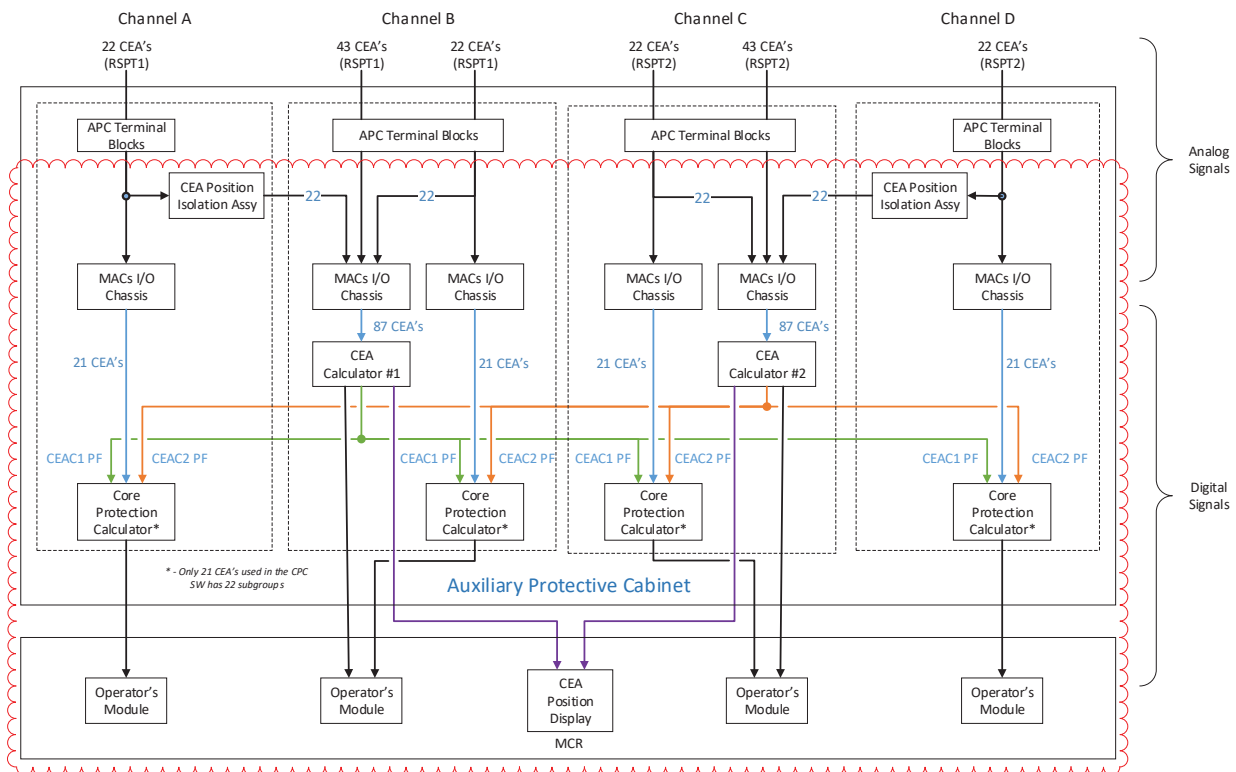 Channel A
Channel B
Channel C
Channel D
22 CEA's
(RSPT1)
43 CEA's
(RSPT1)
22 CEA's
(RSPT1)
22 CEA's
(RSPT2)
43 CEA's
(RSPT2)
22 CEA's
(RSPT2)
APC Terminal
Blocks
APC Terminal Blocks
APC Terminal Blocks
APC Terminal
Blocks
Analog
Signals
CEA Position
Isolation Assy
22
22
22
22
CEA Position
Isolation Assy
MACs I/O
Chassis
MACs I/O
Chassis
MACs I/O
Chassis
MACs I/O
Chassis
MACs I/O
Chassis
MACs I/O
Chassis
87 CEA's
87 CEA's
21 CEA's
CEA
Calculator #1
21 CEA's
21 CEA's
CEA
Calculator #2
21 CEA's
CEAC1 PF
CEAC2 PF
CEAC1 PF
CEAC2 PF
CEAC1 PF
CEAC2 PF
CEAC1 PF
CEAC2 PF
Core
Protection
Calculator*
Core
Protection
Calculator*
Core
Protection
Calculator*
Core
Protection
Calculator*
Digital
Signals
* - Only 21 CEA's used in the CPC
SW has 22 subgroups
Auxiliary Protective Cabinet
Operator's
Module
Operator's
Module
CEA
Position
Display
Operator's
Module
Operator's
Module
MCR